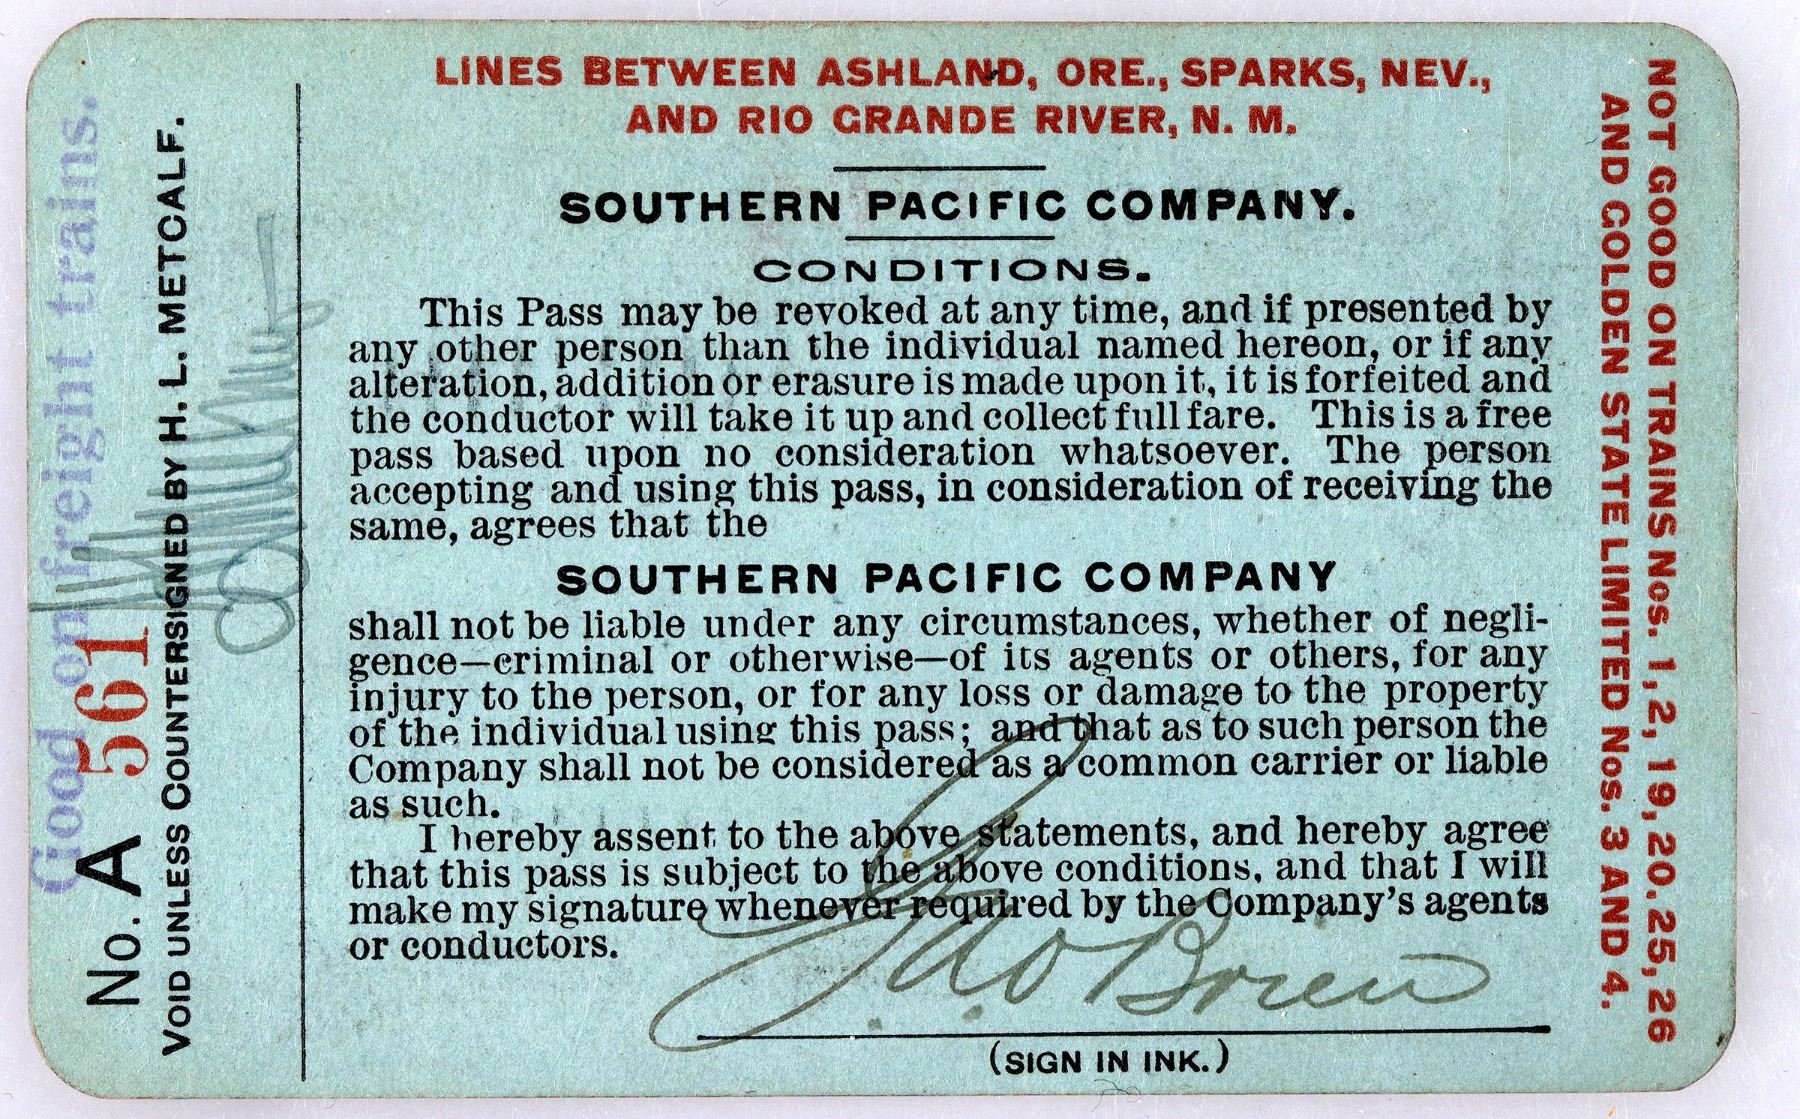 LINES BETWEEN ASHLAND, ORE., SPARKS, NEV.,
AND RIO GRANDE RIVER, N. M.
SOUTHERN PACIFIC COMPANY.
CONDITIONS.
This Pass may be revoked at any time, and if presented by
any other person than the individual named hereon, or if any
alteration, addition or erasure is made upon it, it is forfeited and
the conductor will take it up and collect full fare. This is a free
pass based upon no consideration whatsoever. The person
accepting and using this pass, in consideration of receiving the
same, agrees that the
SOUTHERN PACIFIC COMPANY
shall not be liable under any circumstances, whether of negli-
gence—criminal or otherwise—of its agents or others, for any
injury to the person, or for any loss or damage to the property
of the individual using this pass; and that as to such person the
Company shall not be considered as a common carrier or liable
as such.
I hereby assent to the above statements, and hereby agree
that this pass is subject to the above conditions, and that I will
make my signature whenever required by the Company's agents
or conductors.
Geo Brien
(SIGN IN INK.)
Good on freight trains.
No. A 561
VOID UNLESS COUNTERSIGNED BY H. L. METCALF.
NOT GOOD ON TRAINS Nos. 1, 2, 19, 20, 25, 26
AND GOLDEN STATE LIMITED Nos. 3 AND 4.